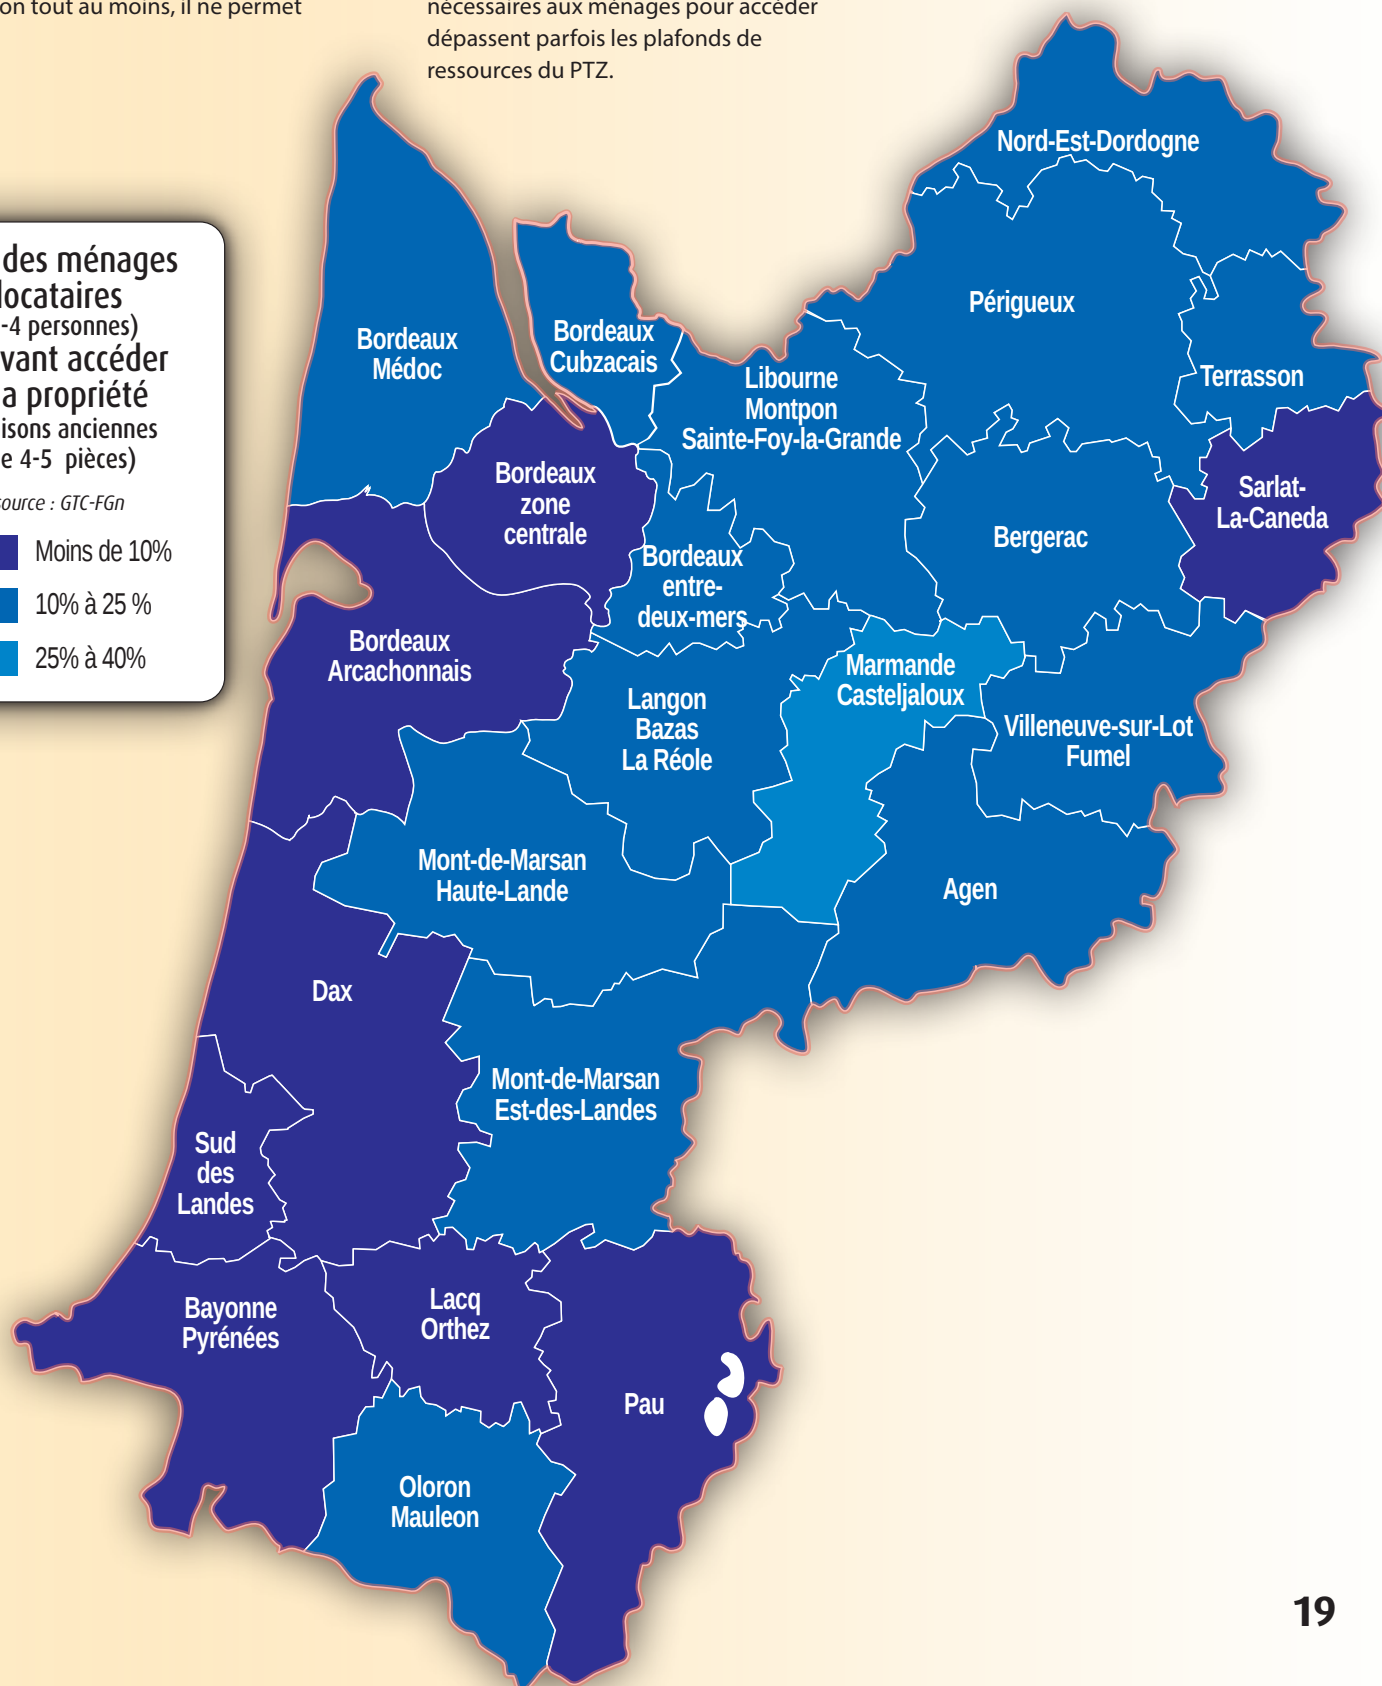 on tout au moins, il ne permet
nécessaires aux ménages pour accéder
dépassent parfois les plafonds de
ressources du PTZ.
des ménages
locataires
-4 personnes)
vant accéder
a propriété
isons anciennes
e 4-5 pièces)
source : GTC-FGn
Moins de 10%
10% à 25 %
25% à 40%
Nord-Est-Dordogne
Périgueux
Terrasson
Bordeaux
Médoc
Bordeaux
Cubzacais
Libourne
Montpon
Sainte-Foy-la-Grande
Bordeaux
zone
centrale
Sarlat-
La-Caneda
Bergerac
Bordeaux
entre-
deux-mers
Bordeaux
Arcachonnais
Marmande
Casteljaloux
Langon
Bazas
La Réole
Villeneuve-sur-Lot
Fumel
Mont-de-Marsan
Haute-Lande
Agen
Dax
Mont-de-Marsan
Est-des-Landes
Sud
des
Landes
Bayonne
Pyrénées
Lacq
Orthez
Pau
Oloron
Mauleon
19